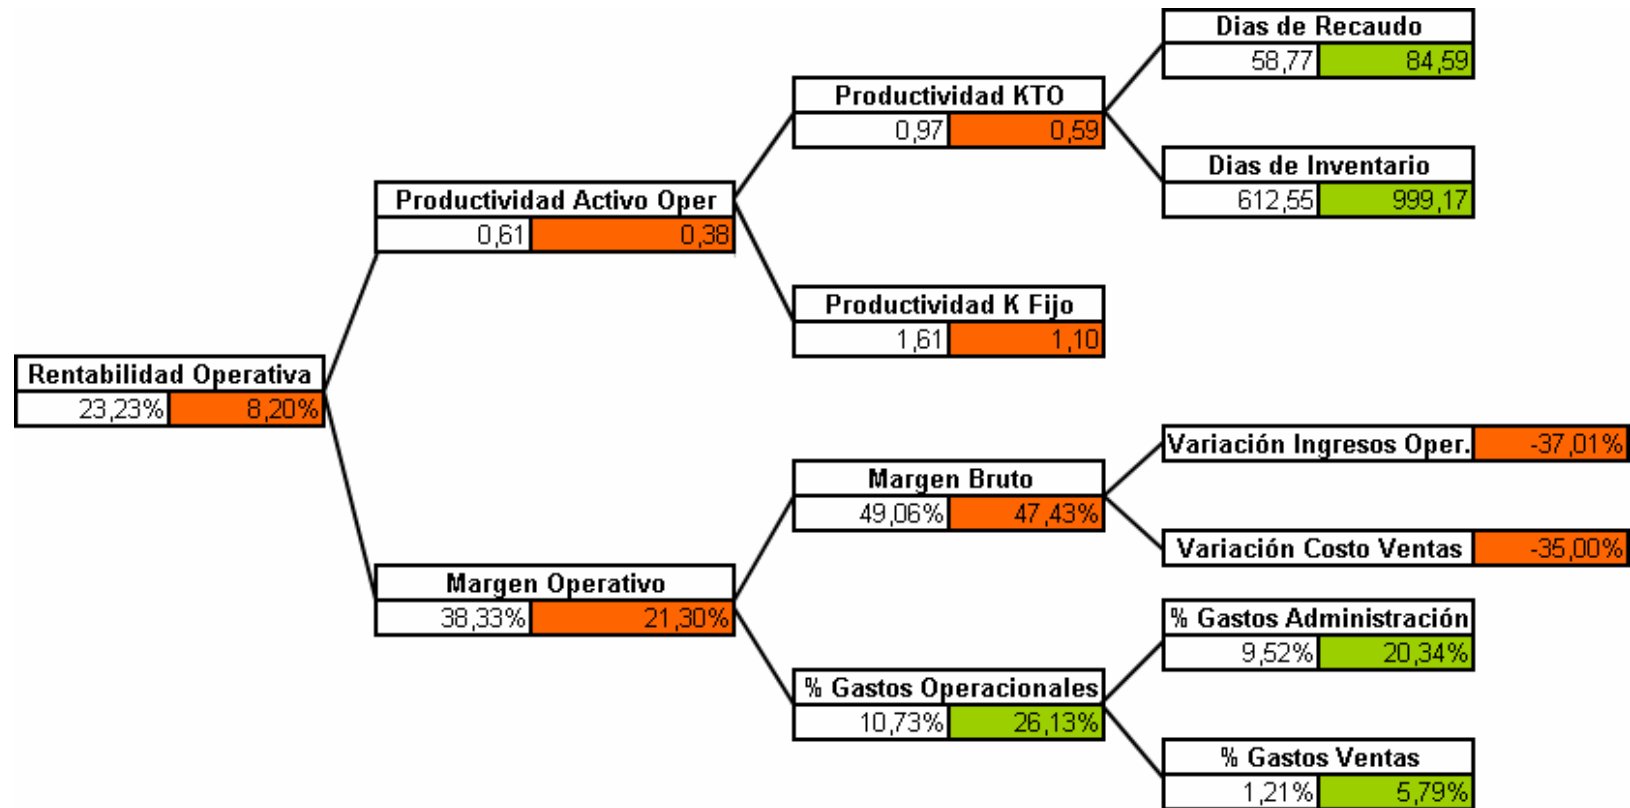 Dias de Recaudo
58,77 84,59
Productividad KTO
0,97 0,59
Dias de Inventario
612,55 999,17
Productividad Activo Oper
0,61 0,38
Productividad K Fijo
1,61 1,10
Rentabilidad Operativa
23,23% 8,20%
Variación Ingresos Oper. -37,01%
Margen Bruto
49,06% 47,43%
Variación Costo Ventas -35,00%
Margen Operativo
38,33% 21,30%
% Gastos Administración
9,52% 20,34%
% Gastos Operacionales
10,73% 26,13%
% Gastos Ventas
1,21% 5,79%